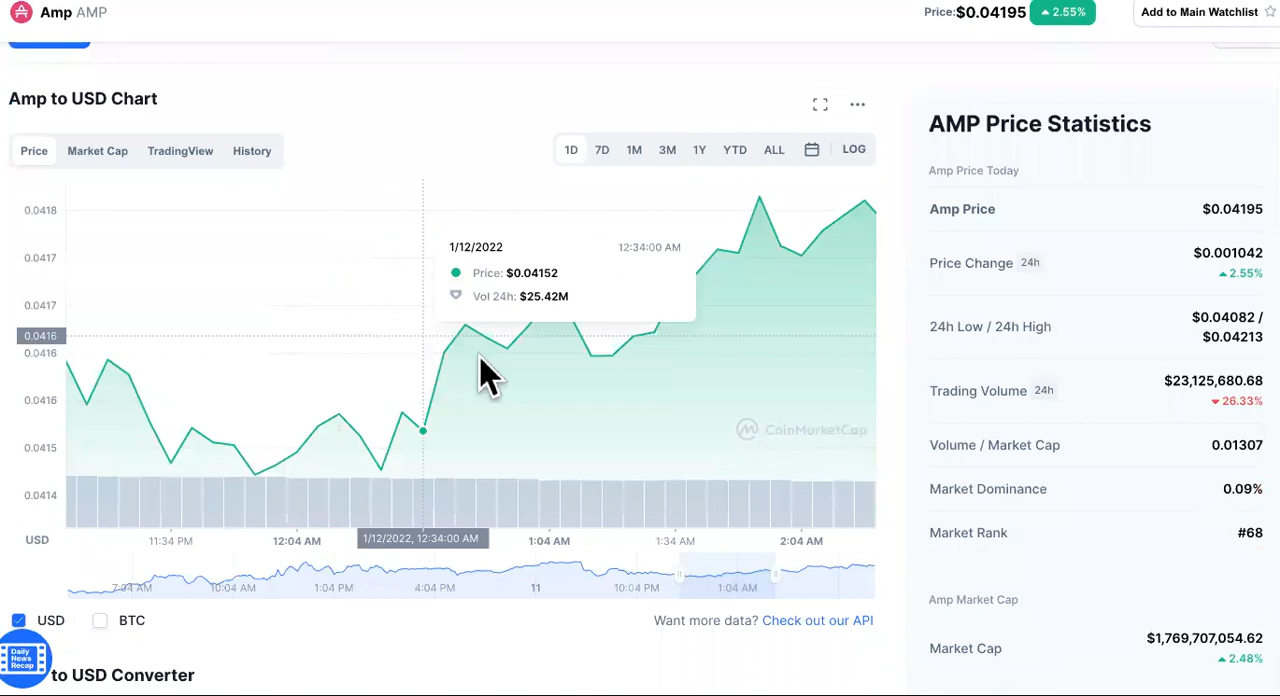 Amp AMP
Price:$0.04195 2.55% Add to Main Watchlist
Amp to USD Chart
Price Market Cap TradingView History
1D 7D 1M 3M 1Y YTD ALL LOG
0.0418
0.0417
0.0417
0.0416
0.0416
0.0416
0.0415
0.0414
1/12/2022 12:34:00 AM
Price: $0.04152
Vol 24h: $25.42M
CoinMarketCap
USD 11:34 PM 12:04 AM 1/12/2022, 12:34:00 AM 1:04 AM 1:34 AM 2:04 AM
7:04 AM 10:04 AM 1:04 PM 4:04 PM 11 10:04 PM 1:04 AM
USD BTC
Want more data? Check out our API
Daily
News
Recap
to USD Converter
AMP Price Statistics
Amp Price Today
Amp Price $0.04195
Price Change 24h $0.001042
2.55%
24h Low / 24h High $0.04082 /
$0.04213
Trading Volume 24h $23,125,680.68
26.33%
Volume / Market Cap 0.01307
Market Dominance 0.09%
Market Rank #68
Amp Market Cap
Market Cap $1,769,707,054.62
2.48%